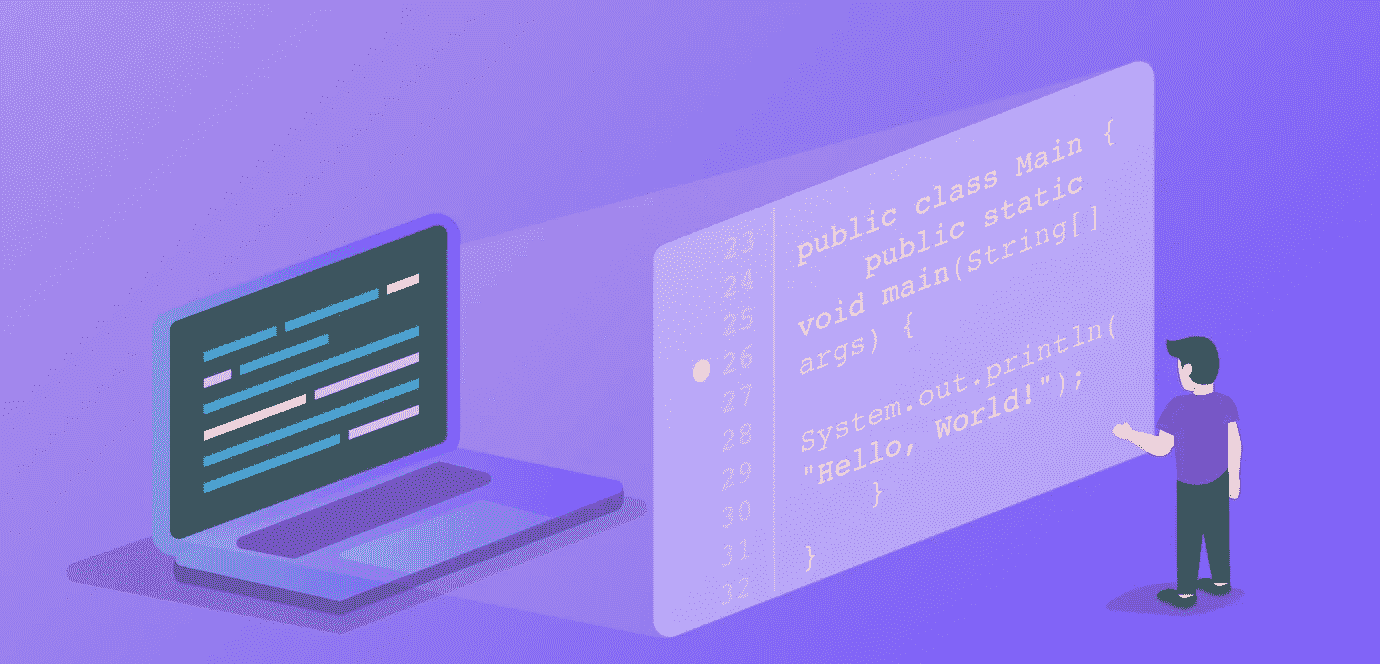 23 public class Main {
24 public static
25 void main(String[]
26 args) {
27
28 System.out.println(
29 "Hello, World!");
30 }
31
32 }